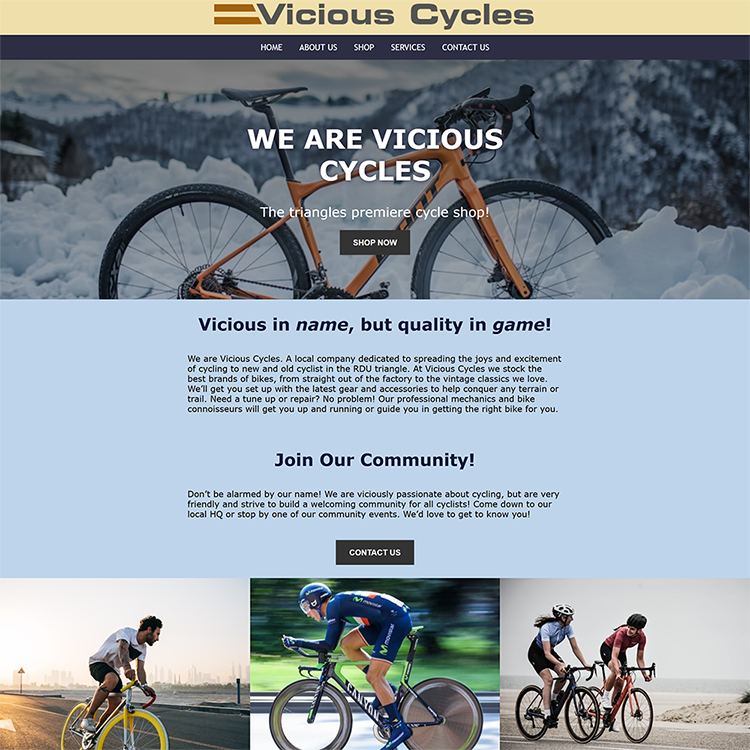 Vicious Cycles
HOME ABOUT US SHOP SERVICES CONTACT US
WE ARE VICIOUS
CYCLES
The triangles premiere cycle shop!
SHOP NOW
Vicious in name, but quality in game!
We are Vicious Cycles. A local company dedicated to spreading the joys and excitement
of cycling to new and old cyclist in the RDU triangle. At Vicious Cycles we stock the
best brands of bikes, from straight out of the factory to the vintage classics we love.
We’ll get you set up with the latest gear and accessories to help conquer any terrain or
trail. Need a tune up or repair? No problem! Our professional mechanics and bike
connoisseurs will get you up and running or guide you in getting the right bike for you.
Join Our Community!
Don’t be alarmed by our name! We are viciously passionate about cycling, but are very
friendly and strive to build a welcoming community for all cyclists! Come down to our
local HQ or stop by one of our community events. We’d love to get to know you!
CONTACT US
movistar
CANYON